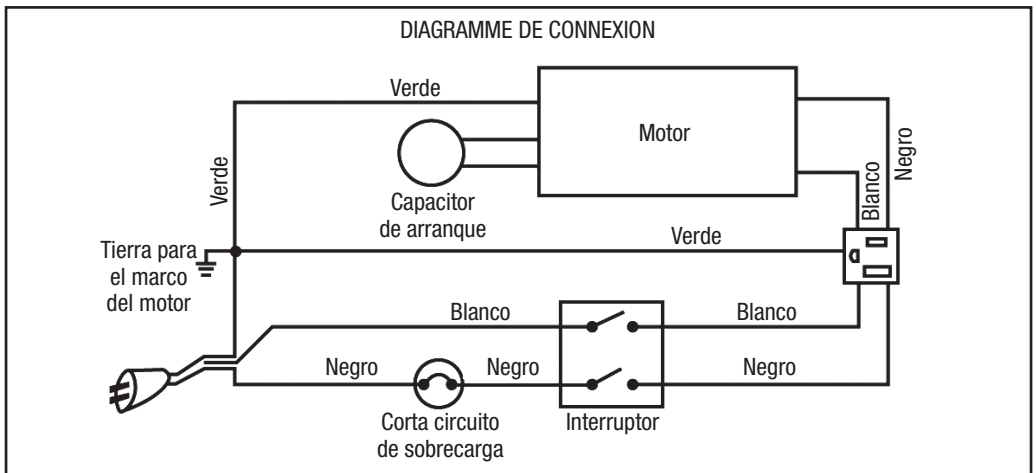 DIAGRAMME DE CONNEXION
Verde
Motor
Negro
Blanco
Verde
Capacitor
de arranque
Verde
Tierra para
el marco
del motor
Blanco
Blanco
Negro
Negro
Negro
Corta circuito
de sobrecarga
Interruptor